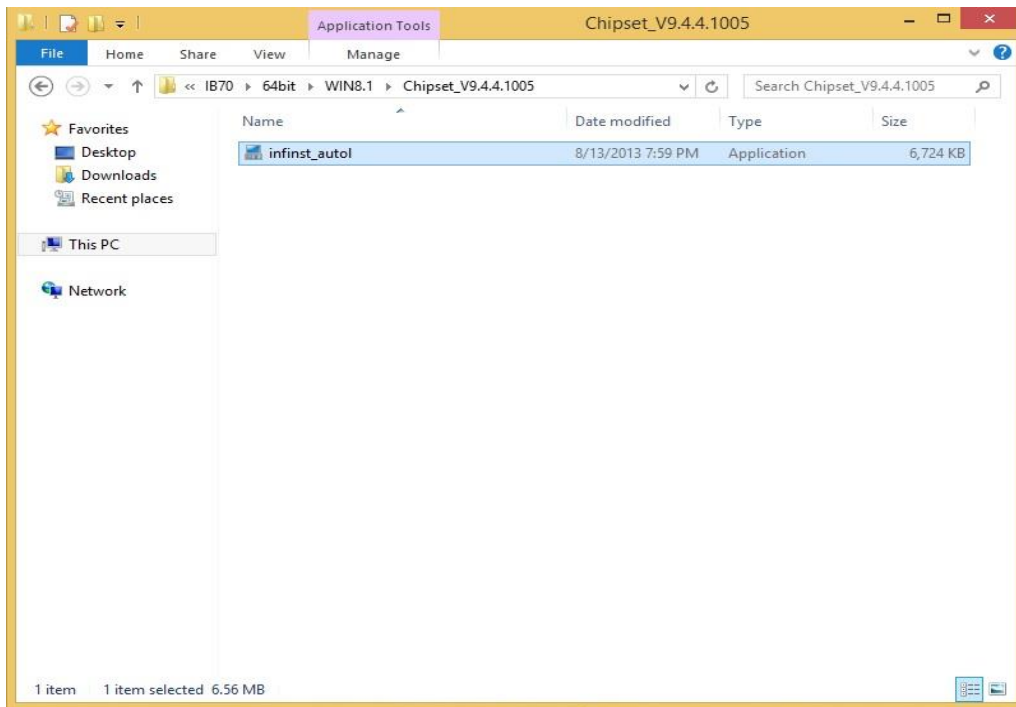 Application Tools Chipset_V9.4.4.1005
File Home Share View Manage
« IB70 64bit WIN8.1 Chipset_V9.4.4.1005 Search Chipset_V9.4.4.1005
Favorites
Desktop
Downloads
Recent places
This PC
Network
Name Date modified Type Size
infinst_autol 8/13/2013 7:59 PM Application 6,724 KB
1 item 1 item selected 6.56 MB